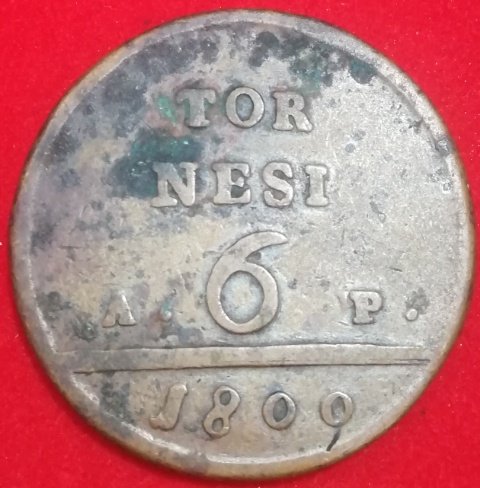 TOR
NESI
A . 6 P .
1800